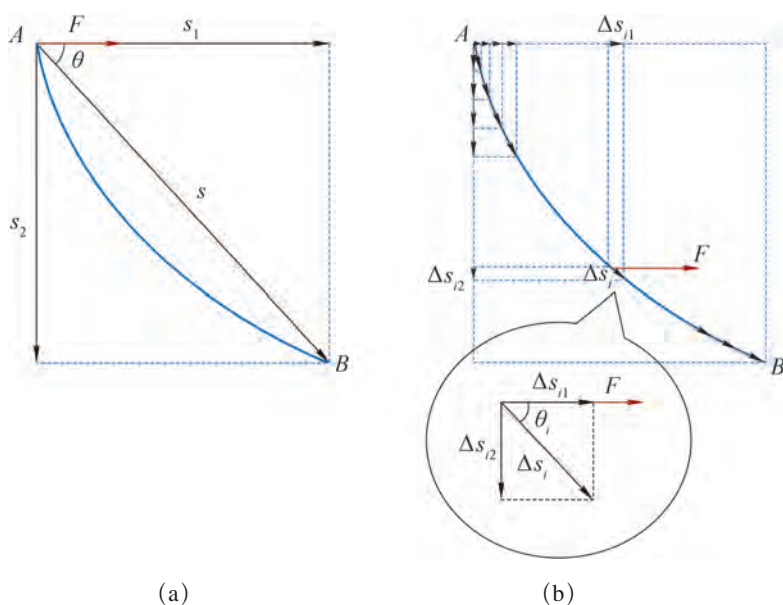 A F s₁
θ
s
s₂
B
(a)
A Δsᵢ₁
F
Δsᵢ₂ Δsᵢ
B
Δsᵢ₁ F
θᵢ
Δsᵢ₂ Δsᵢ
(b)